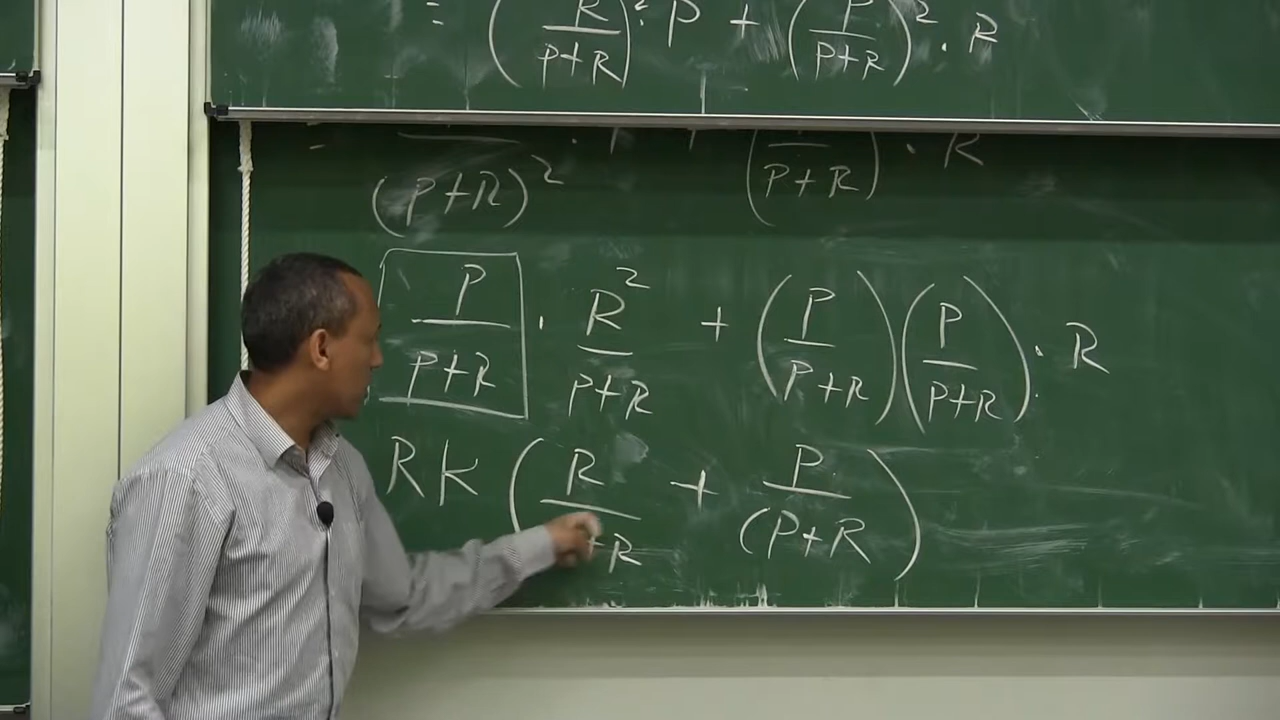 = (R/P+R)² · P + (P/P+R)² · R
/(P+R)² · P + (/P+R) · R
P/P+R · R²/P+R + (P/P+R)(P/P+R) · R
RK (R/+R + P/(P+R))